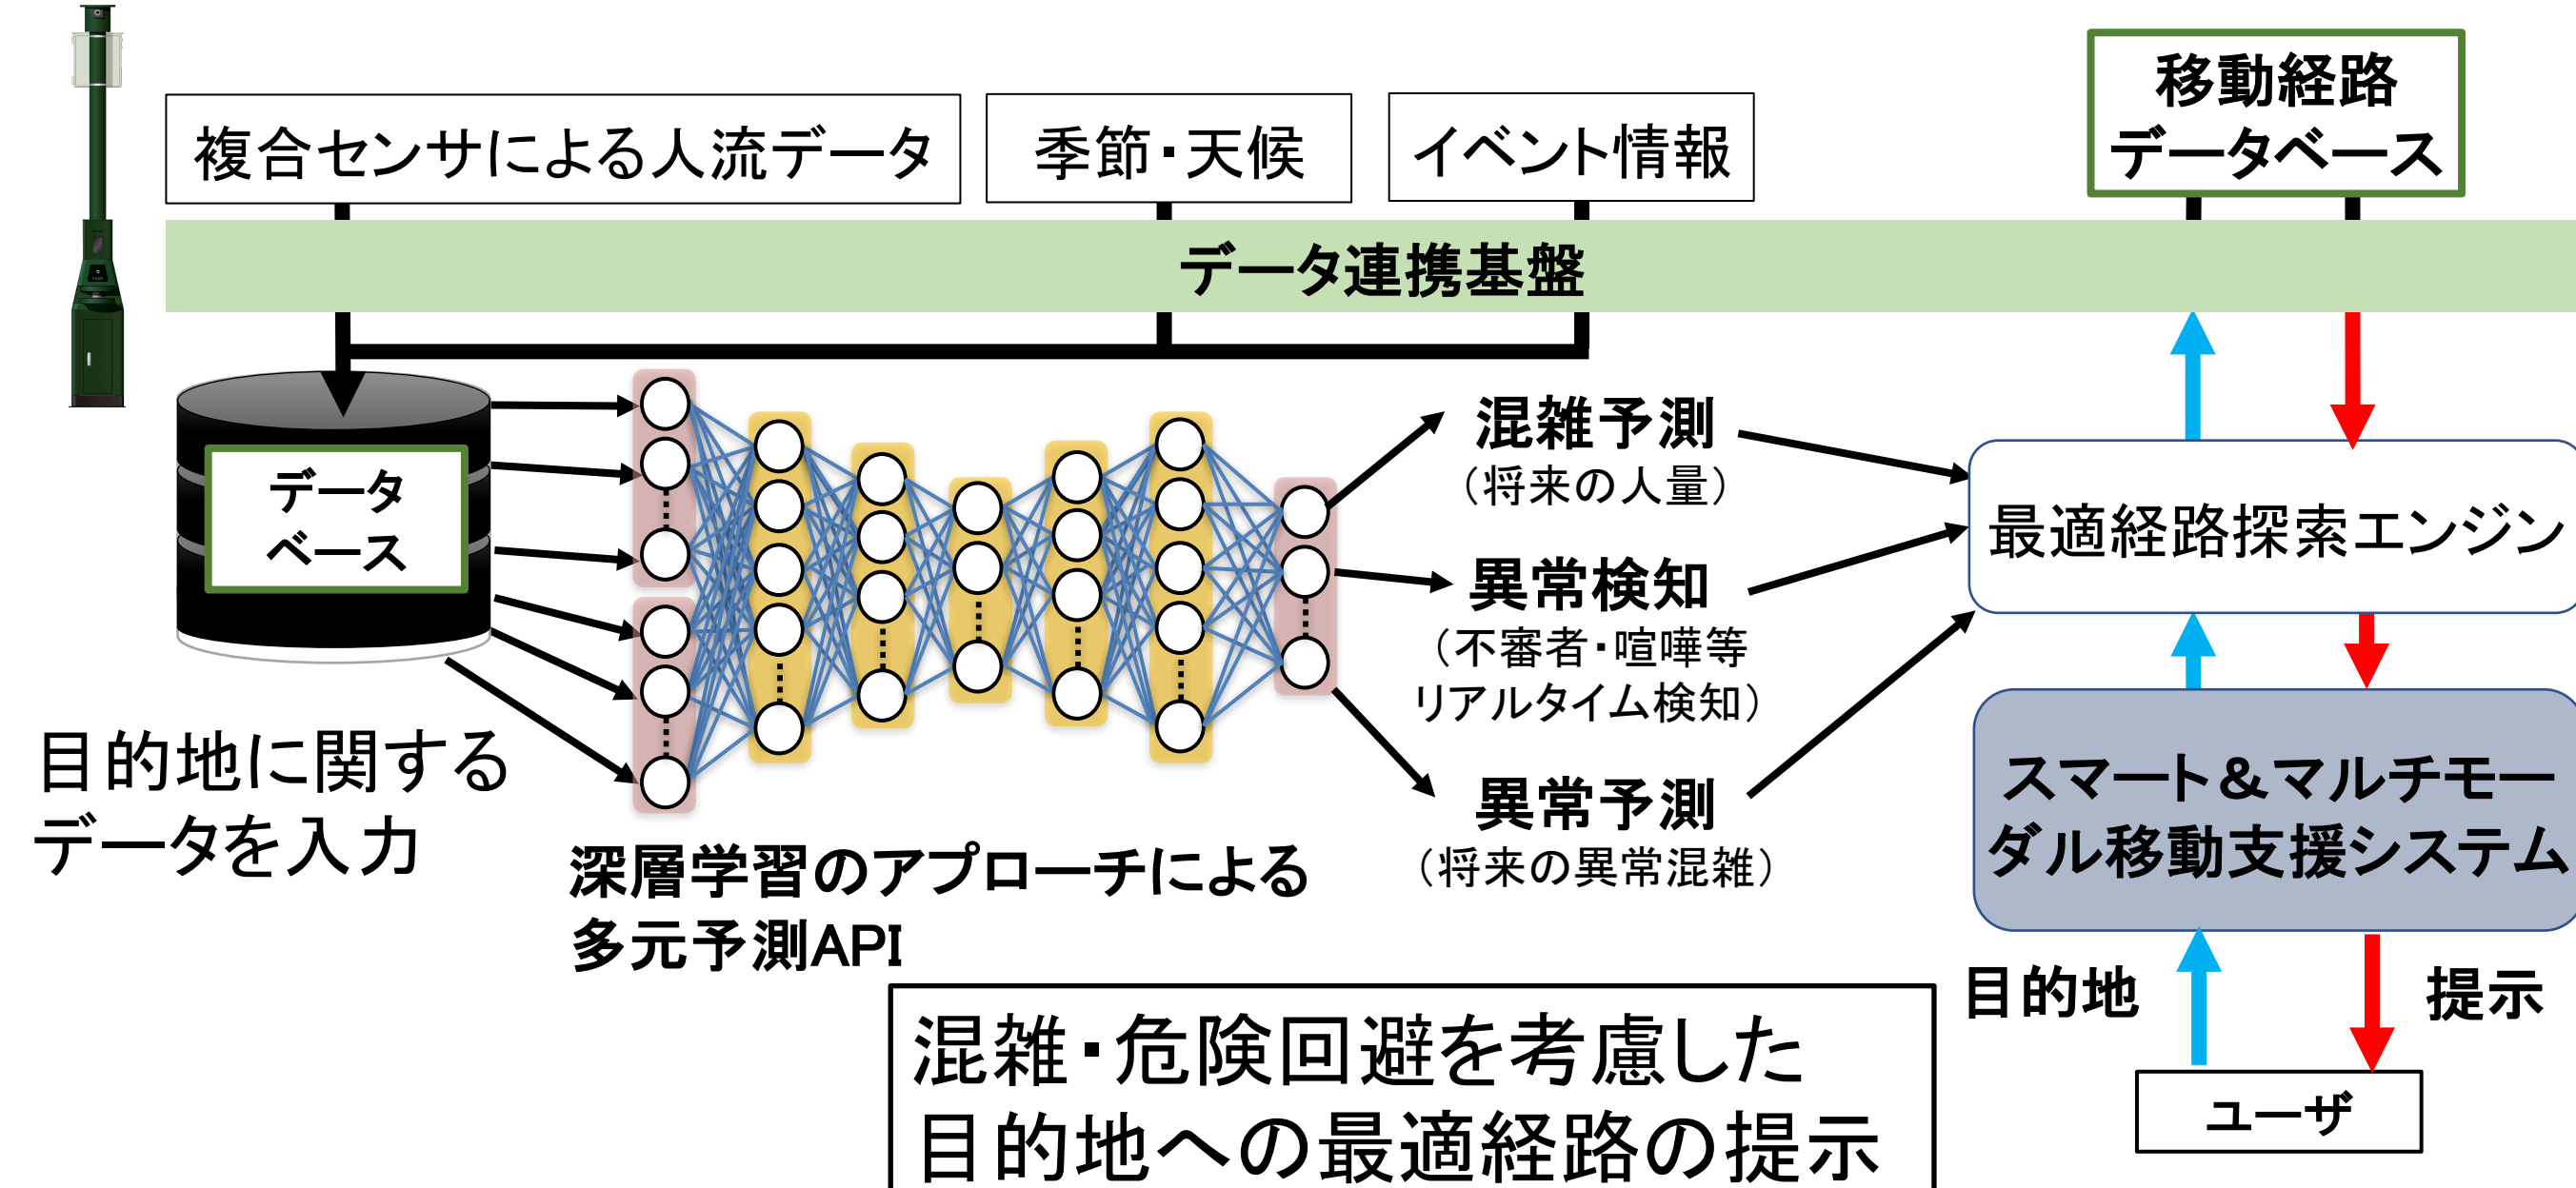 移動経路
データベース
複合センサによる人流データ
季節・天候
イベント情報
データ連携基盤
データ
ベース
混雑予測
（将来の人量）
異常検知
（不審者・喧嘩等
リアルタイム検知）
異常予測
（将来の異常混雑）
最適経路探索エンジン
スマート＆マルチモー
ダル移動支援システム
目的地に関する
データを入力
深層学習のアプローチによる
多元予測API
目的地
提示
ユーザ
混雑・危険回避を考慮した
目的地への最適経路の提示